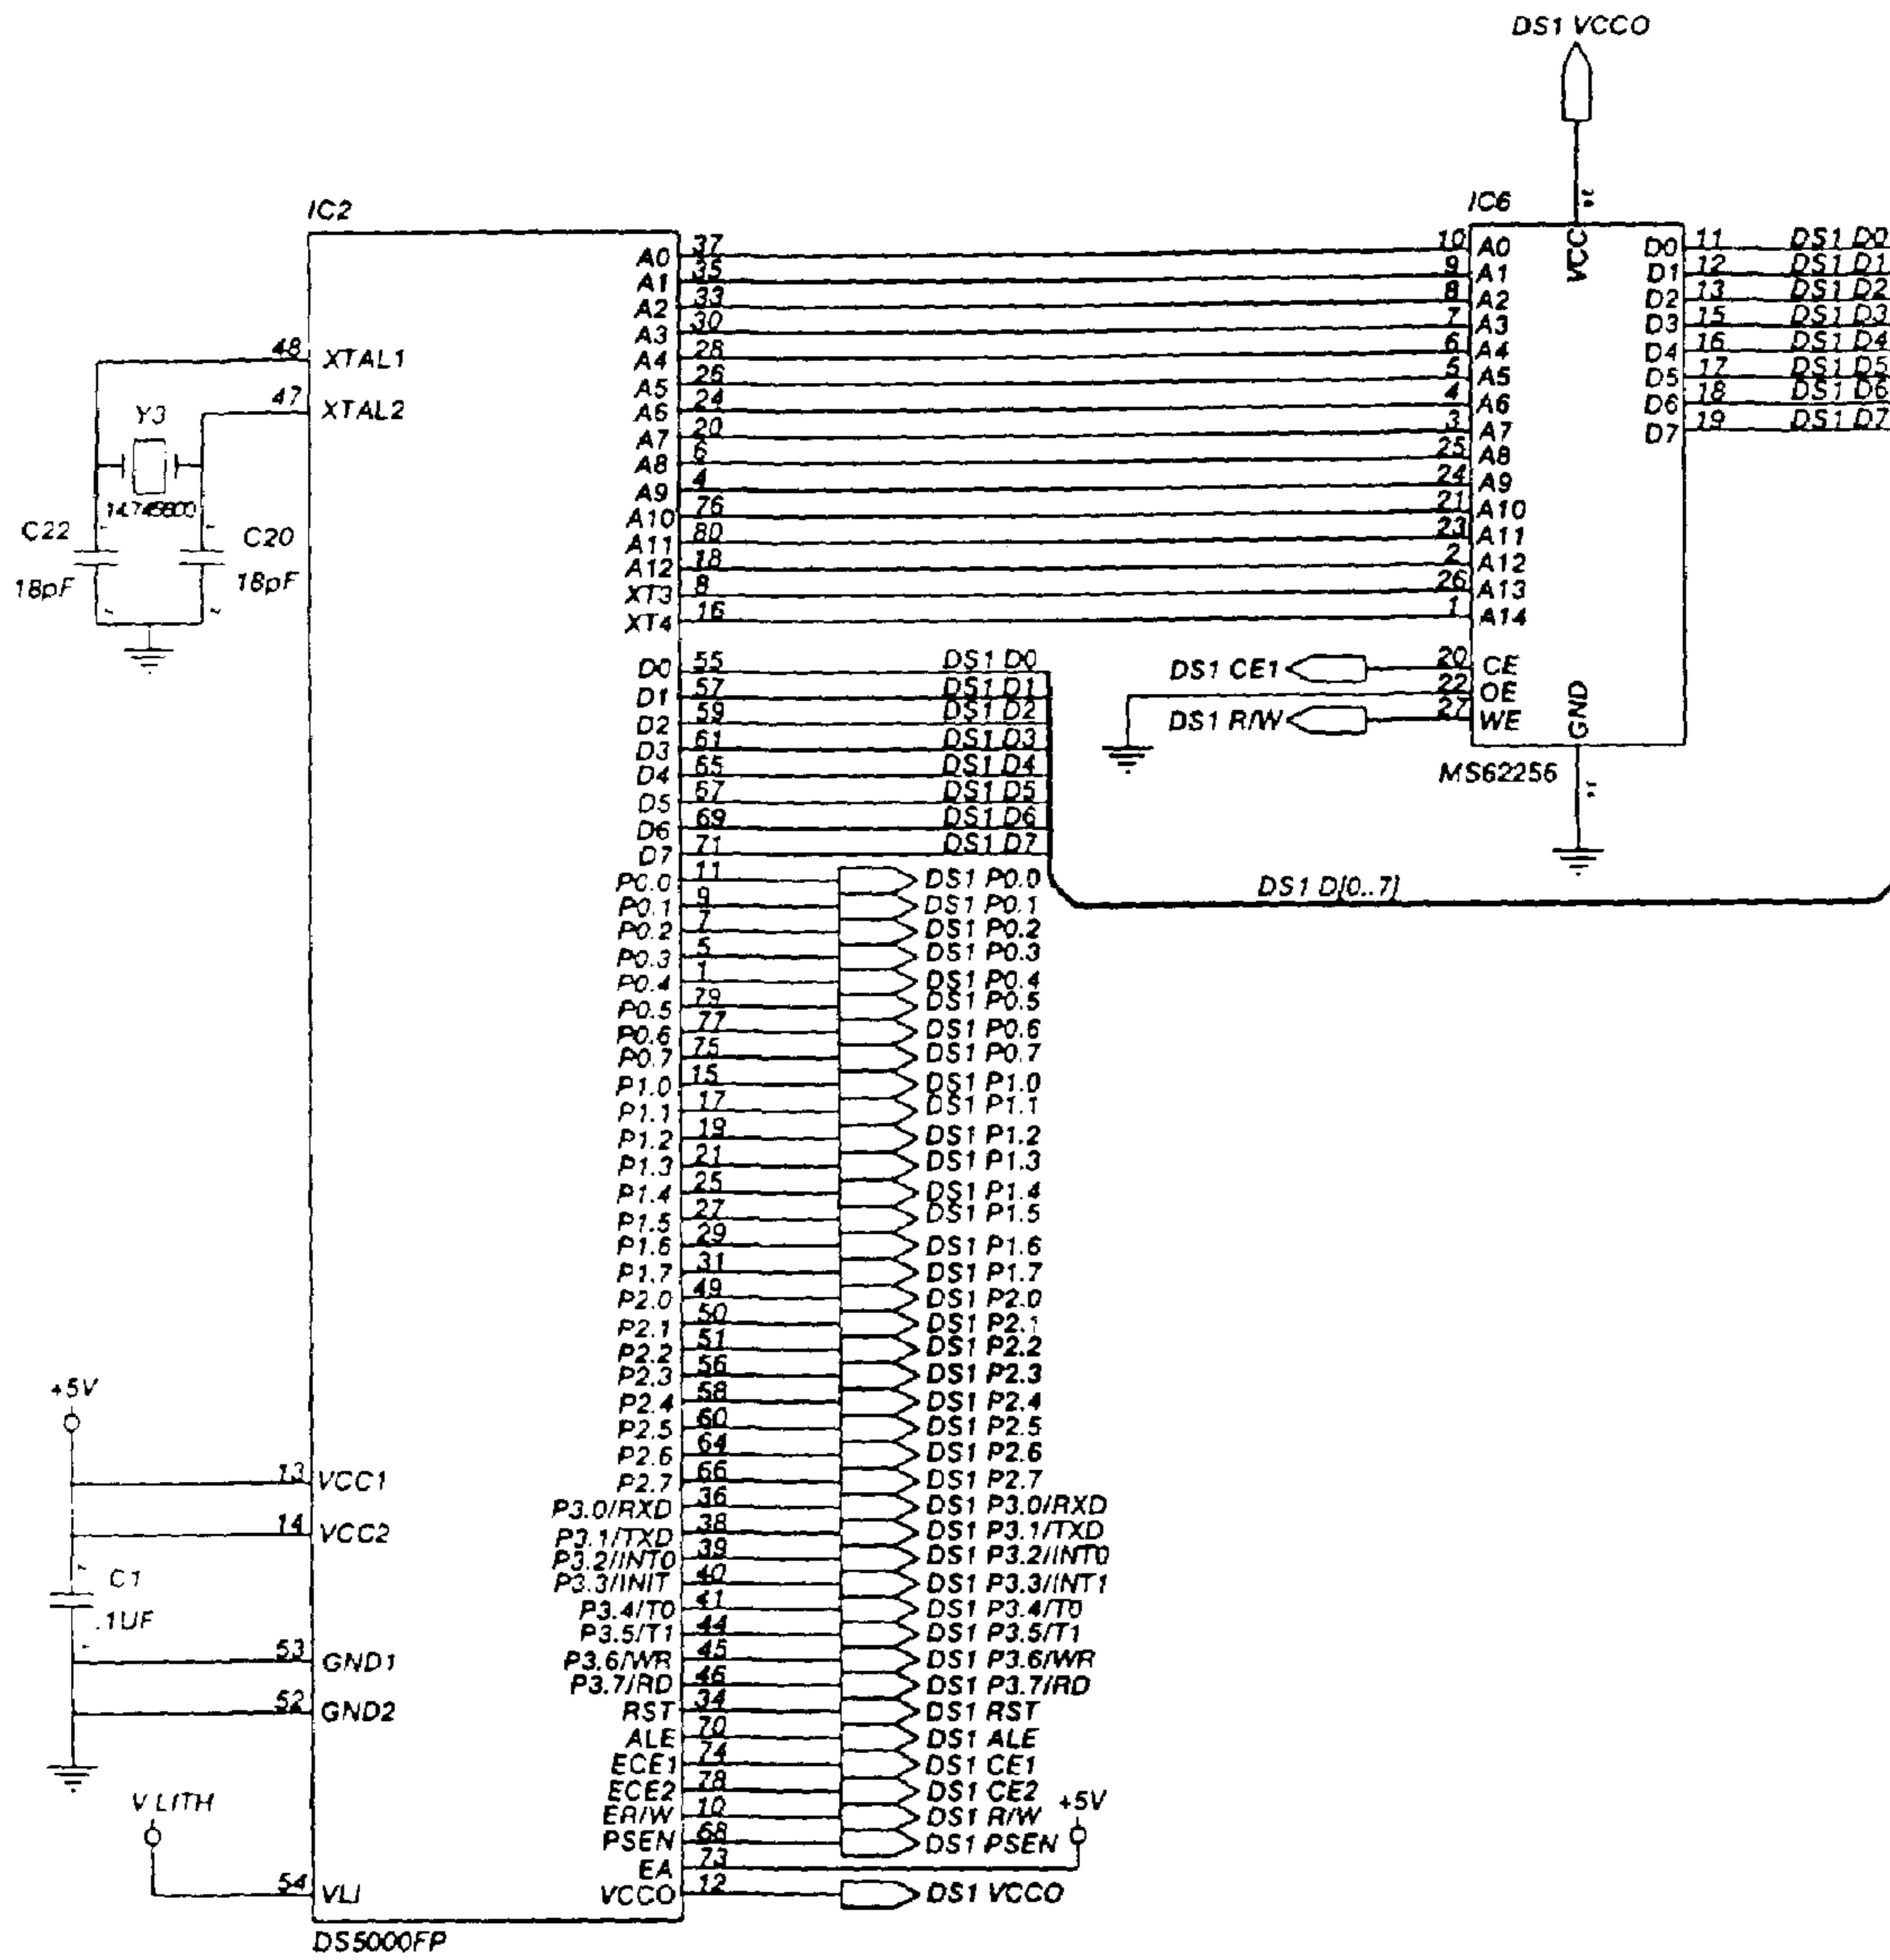 DS1 VCCO
IC2
IC6
A0 37
A1 35
A2 33
A3 30
A4 28
A5 26
A6 24
A7 20
A8 6
A9 4
A10 76
A11 80
A12 18
XT3 8
XT4 16
48 XTAL1
47 XTAL2
Y3
C22
18pF
C20
18pF
10 A0
9 A1
8 A2
7 A3
6 A4
5 A5
4 A6
3 A7
25 A8
24 A9
21 A10
23 A11
2 A12
26 A13
1 A14
VCC
D0 11 DS1 D0
D1 12 DS1 D1
D2 13 DS1 D2
D3 15 DS1 D3
D4 16 DS1 D4
D5 17 DS1 D5
D6 18 DS1 D6
D7 19 DS1 D7
DS1 CE1 20 CE
22 OE
DS1 R/W 27 WE
GND
MS62256
D0 55 DS1 D0
D1 57 DS1 D1
D2 59 DS1 D2
D3 61 DS1 D3
D4 65 DS1 D4
D5 67 DS1 D5
D6 69 DS1 D6
D7 71 DS1 D7
DS1 D[0..7]
P0.0 11 DS1 P0.0
P0.1 9 DS1 P0.1
P0.2 7 DS1 P0.2
P0.3 5 DS1 P0.3
P0.4 1 DS1 P0.4
P0.5 79 DS1 P0.5
P0.6 77 DS1 P0.6
P0.7 75 DS1 P0.7
P1.0 15 DS1 P1.0
P1.1 17 DS1 P1.1
P1.2 19 DS1 P1.2
P1.3 21 DS1 P1.3
P1.4 25 DS1 P1.4
P1.5 27 DS1 P1.5
P1.6 29 DS1 P1.6
P1.7 31 DS1 P1.7
P2.0 49 DS1 P2.0
P2.1 50 DS1 P2.1
P2.2 51 DS1 P2.2
P2.3 56 DS1 P2.3
P2.4 58 DS1 P2.4
P2.5 60 DS1 P2.5
P2.6 64 DS1 P2.6
P2.7 66 DS1 P2.7
P3.0/RXD 36 DS1 P3.0/RXD
P3.1/TXD 38 DS1 P3.1/TXD
P3.2/INT0 39 DS1 P3.2/INT0
P3.3/INIT 40 DS1 P3.3/INT1
P3.4/T0 41 DS1 P3.4/T0
P3.5/T1 44 DS1 P3.5/T1
P3.6/WR 45 DS1 P3.6/WR
P3.7/RD 46 DS1 P3.7/RD
RST 34 DS1 RST
ALE 70 DS1 ALE
ECE1 74 DS1 CE1
ECE2 78 DS1 CE2
ER/W 10 DS1 R/W
PSEN 68 DS1 PSEN
+5V
EA 73
VCCO 12 DS1 VCCO
+5V
13 VCC1
14 VCC2
C1
.1UF
53 GND1
52 GND2
V LITH
54 VLI
DS5000FP